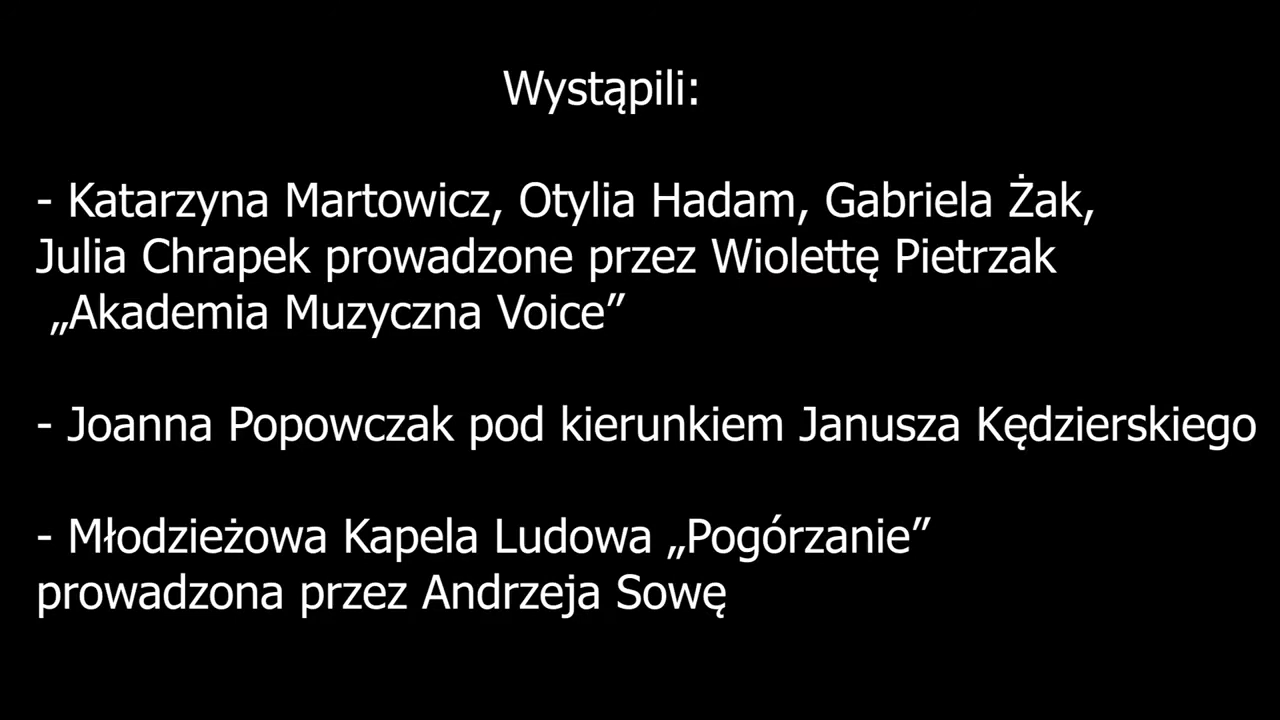 Wystąpili:
- Katarzyna Martowicz, Otylia Hadam, Gabriela Żak,
Julia Chrapek prowadzone przez Wiolettę Pietrzak
„Akademia Muzyczna Voice”
- Joanna Popowczak pod kierunkiem Janusza Kędzierskiego
- Młodzieżowa Kapela Ludowa „Pogórzanie”
prowadzona przez Andrzeja Sowę